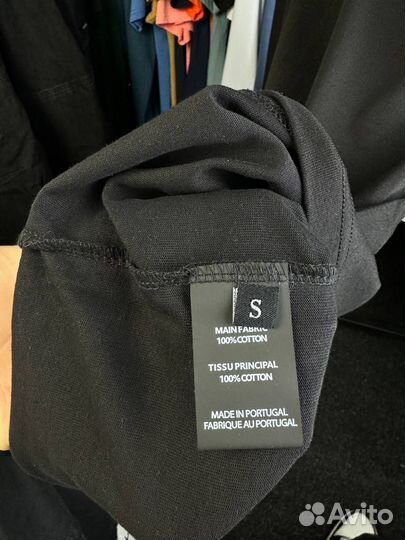 S
MAIN FABRIC
100% COTTON
TISSU PRINCIPAL
100% COTTON
MADE IN PORTUGAL
FABRIQUE AU PORTUGAL
Avito